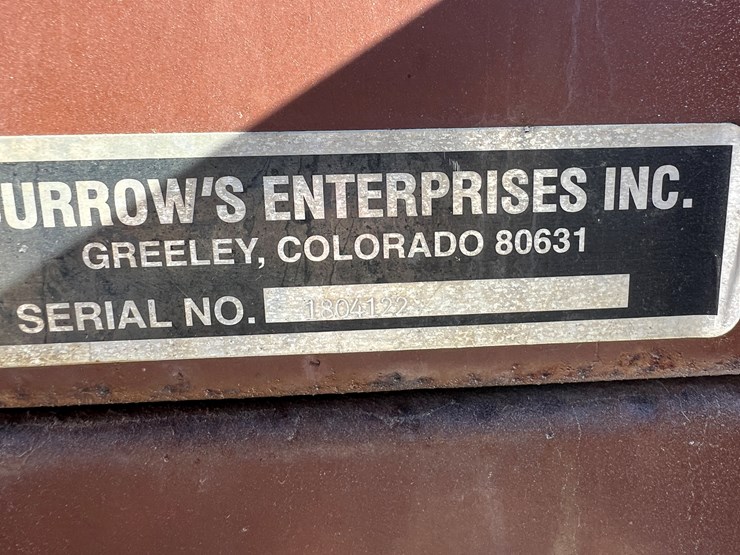 URROW'S ENTERPRISES INC.
GREELEY, COLORADO 80631
SERIAL NO. 1804122